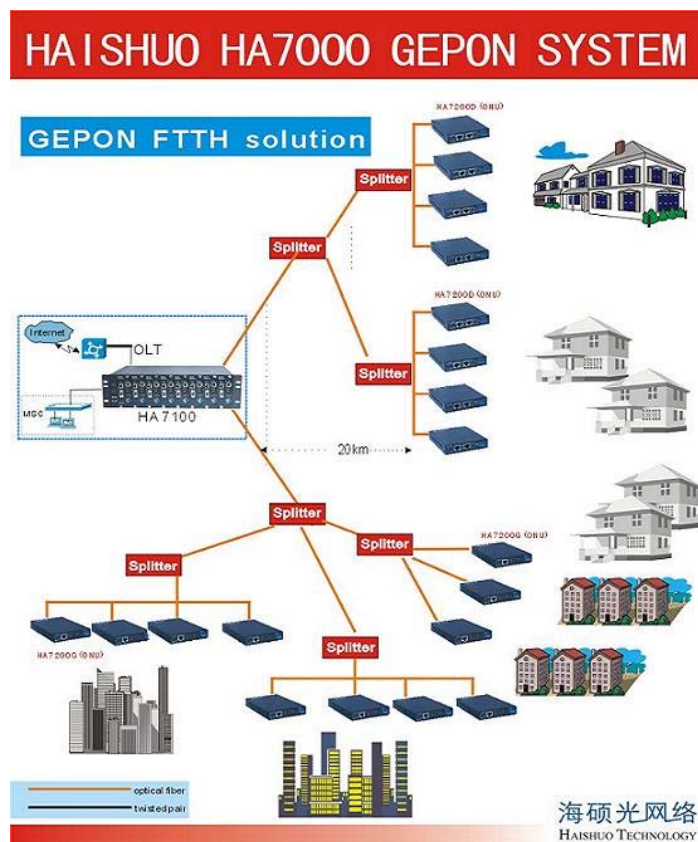 HAISHUO HA7000 GEPON SYSTEM
GEPON FTTH solution
HA7200D(ONU)
Splitter
Splitter
HA7200D(ONU)
Internet
OLT
Splitter
MSC
HA7100
20km
Splitter
Splitter
HA7200G(ONU)
Splitter
Splitter
HA7200G(ONU)
optical fiber
twisted pair
海硕光网络
HAISHUO TECHNOLOGY